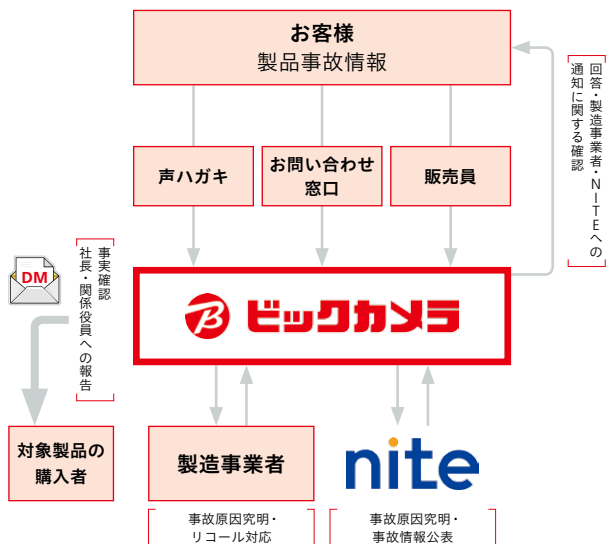 お客様
製品事故情報
回答・製造事業者・NITEへの
通知に関する確認
声ハガキ
お問い合わせ
窓口
販売員
DM
事実確認
社長・関係役員への報告
ビックカメラ
対象製品の
購入者
製造事業者
nite
事故原因究明・
リコール対応
事故原因究明・
事故情報公表